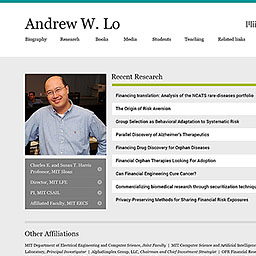 Andrew W. Lo
Biography Research Books Media Students Teaching Related links
Recent Research
Financing translation: Analysis of the NCATS rare-diseases portfolio
The Origin of Risk Aversion
Group Selection as Behavioral Adaptation to Systematic Risk
Parallel Discovery of Alzheimer's Therapeutics
Financing Drug Discovery for Orphan Diseases
Financial Orphan Therapies Looking For Adoption
Can Financial Engineering Cure Cancer?
Commercializing biomedical research through securitization techniques
Privacy-Preserving Methods for Sharing Financial Risk Exposures
Charles E. and Susan T. Harris
Professor, MIT Sloan
Director, MIT LFE
PI, MIT CSAIL
Affiliated Faculty, MIT EECS
Other Affiliations
MIT Department of Electrical Engineering and Computer Science, Joint Faculty | MIT Computer Science and Artificial Intelligence
Laboratory, Principal Investigator | AlphaSimplex Group, LLC, Chairman and Chief Investment Strategist | OFR Financial Resea